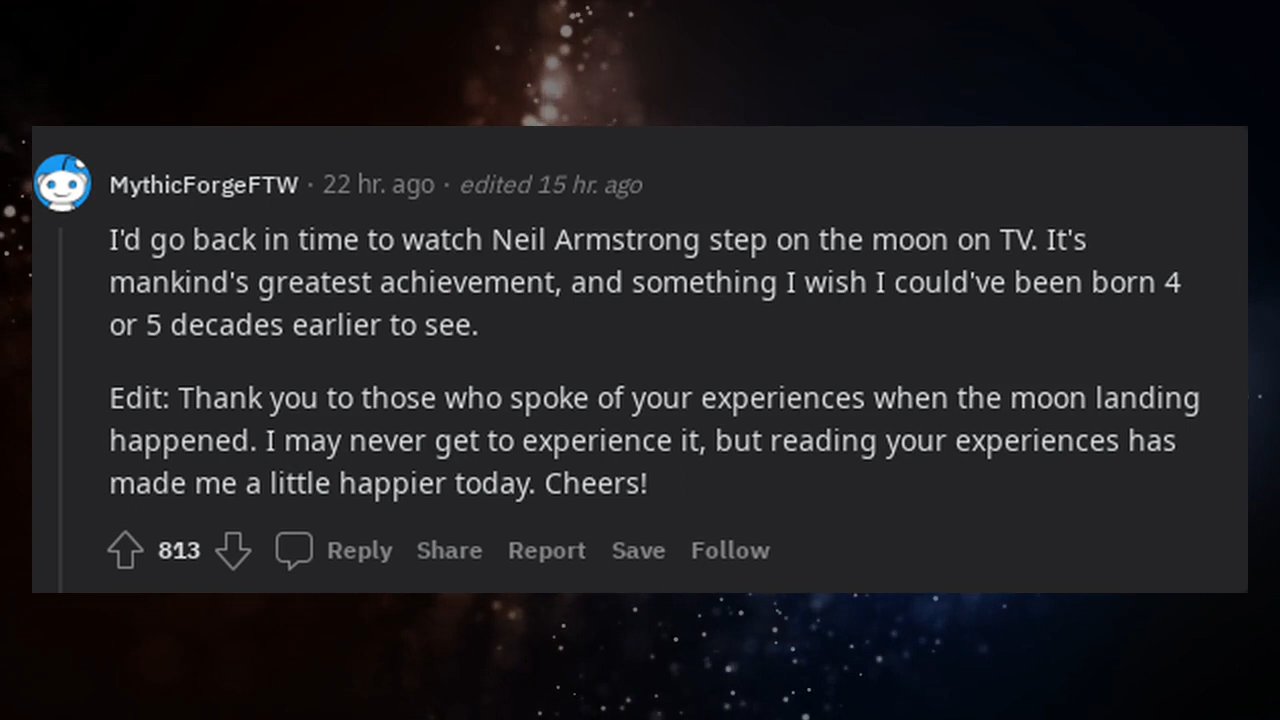 MythicForgeFTW · 22 hr. ago · edited 15 hr. ago
I'd go back in time to watch Neil Armstrong step on the moon on TV. It's
mankind's greatest achievement, and something I wish I could've been born 4
or 5 decades earlier to see.
Edit: Thank you to those who spoke of your experiences when the moon landing
happened. I may never get to experience it, but reading your experiences has
made me a little happier today. Cheers!
813 Reply Share Report Save Follow